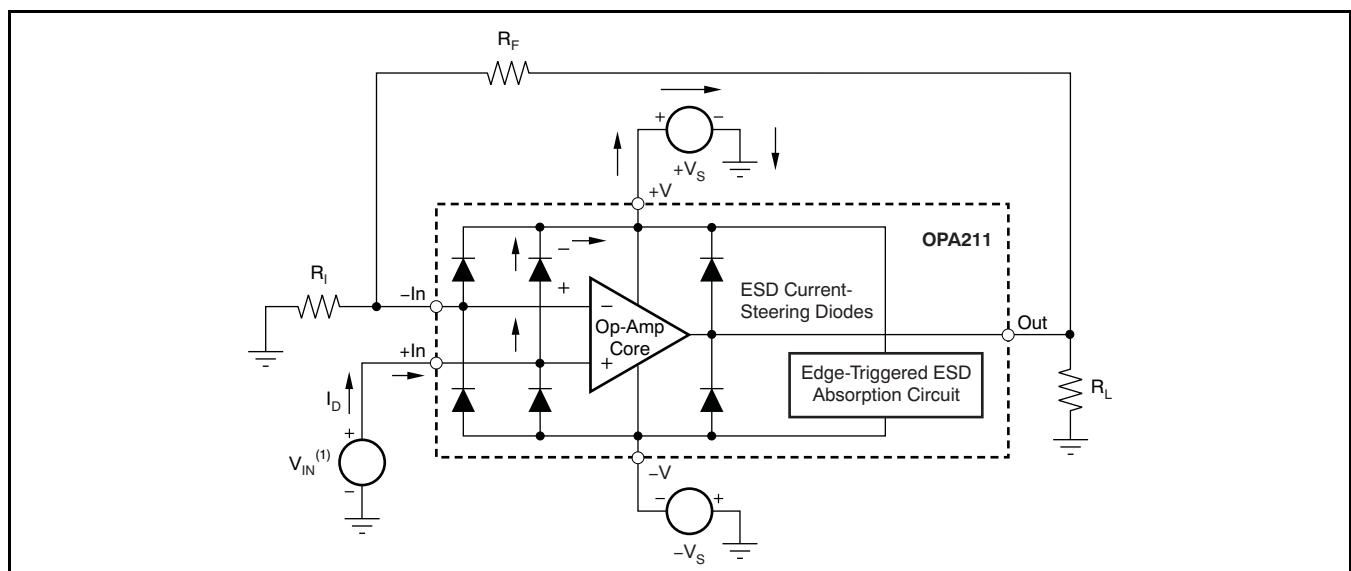 R_F
+ −
+V_S
+V
OPA211
R_I
−In
−
+
−
Op-Amp
Core
+
ESD Current-
Steering Diodes
Out
+In
Edge-Triggered ESD
Absorption Circuit
R_L
I_D
+
V_IN^(1)
−
−V
− +
−V_S